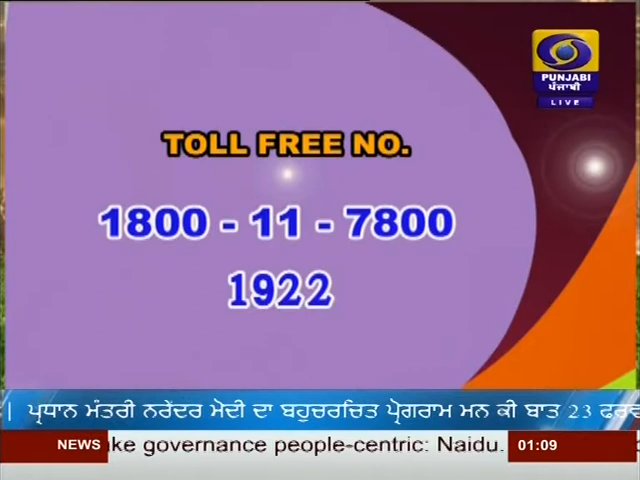 PUNJABI
ਪੰਜਾਬੀ
LIVE
TOLL FREE NO.
1800 - 11 - 7800
1922
ਪ੍ਰਧਾਨ ਮੰਤਰੀ ਨਰੇਂਦਰ ਮੋਦੀ ਦਾ ਬਹੁਚਰਚਿਤ ਪ੍ਰੋਗਰਾਮ ਮਨ ਕੀ ਬਾਤ 23
NEWS governance people-centric: Naidu. 01:09